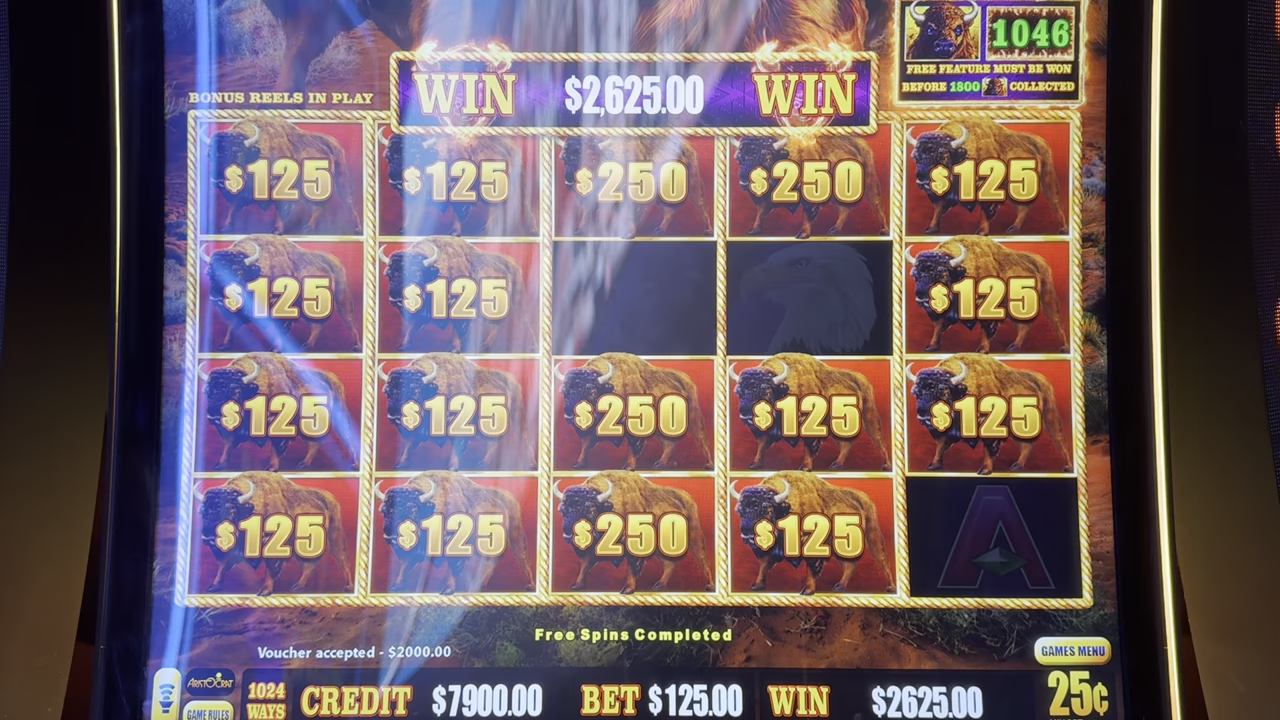 1046
FREE FEATURE MUST BE WON
BEFORE 1800 COLLECTED
BONUS REELS IN PLAY
WIN $2,625.00 WIN
$125 $125 $250 $250 $125
$125 $125 $125
$125 $125 $250 $125 $125
$125 $125 $250 $125
A
Free Spins Completed
Voucher accepted - $2000.00
GAMES MENU
ARISTOCRAT
GAME RULES
1024 WAYS
CREDIT $7900.00 BET $125.00 WIN $2625.00
25¢